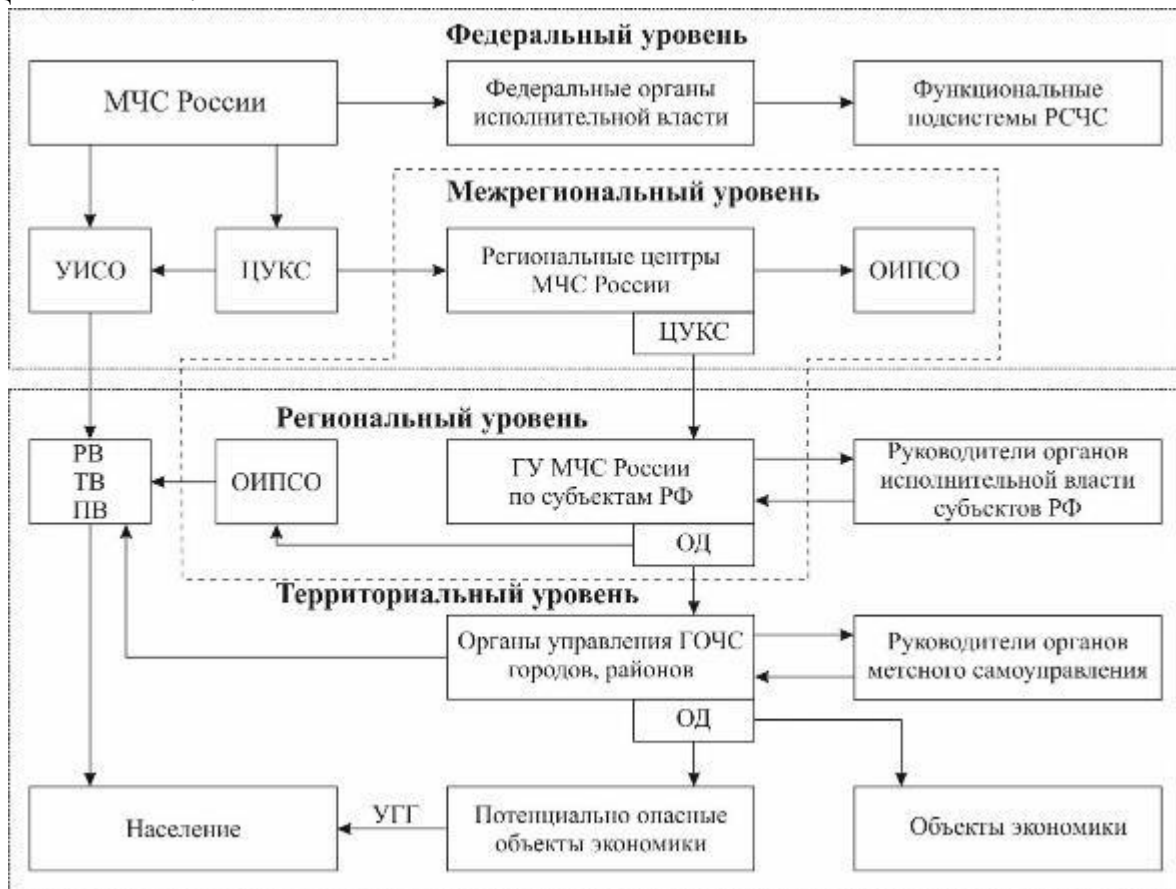 Федеральный уровень
МЧС России
Федеральные органы
исполнительной власти
Функциональные
подсистемы РСЧС
Межрегиональный уровень
УИСО
ЦУКС
Региональные центры
МЧС России
ОИПСО
ЦУКС
Региональный уровень
РВ
ТВ
ПВ
ОИПСО
ГУ МЧС России
по субъектам РФ
Руководители органов
исполнительной власти
субъектов РФ
ОД
Территориальный уровень
Органы управления ГОЧС
городов, районов
Руководители органов
метсного самоуправления
ОД
Население
УГГ
Потенциально опасные
объекты экономики
Объекты экономики